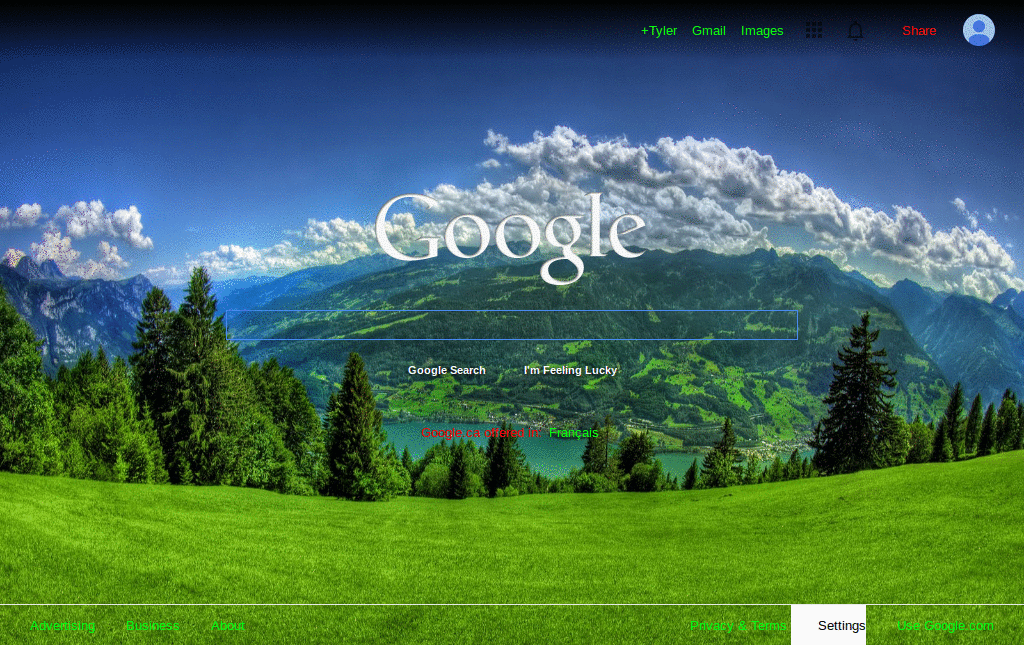 +Tyler Gmail Images Share
Google
Google Search I'm Feeling Lucky
Google.ca offered in: Français
Advertising Business About Privacy & Terms Settings Use Google.com